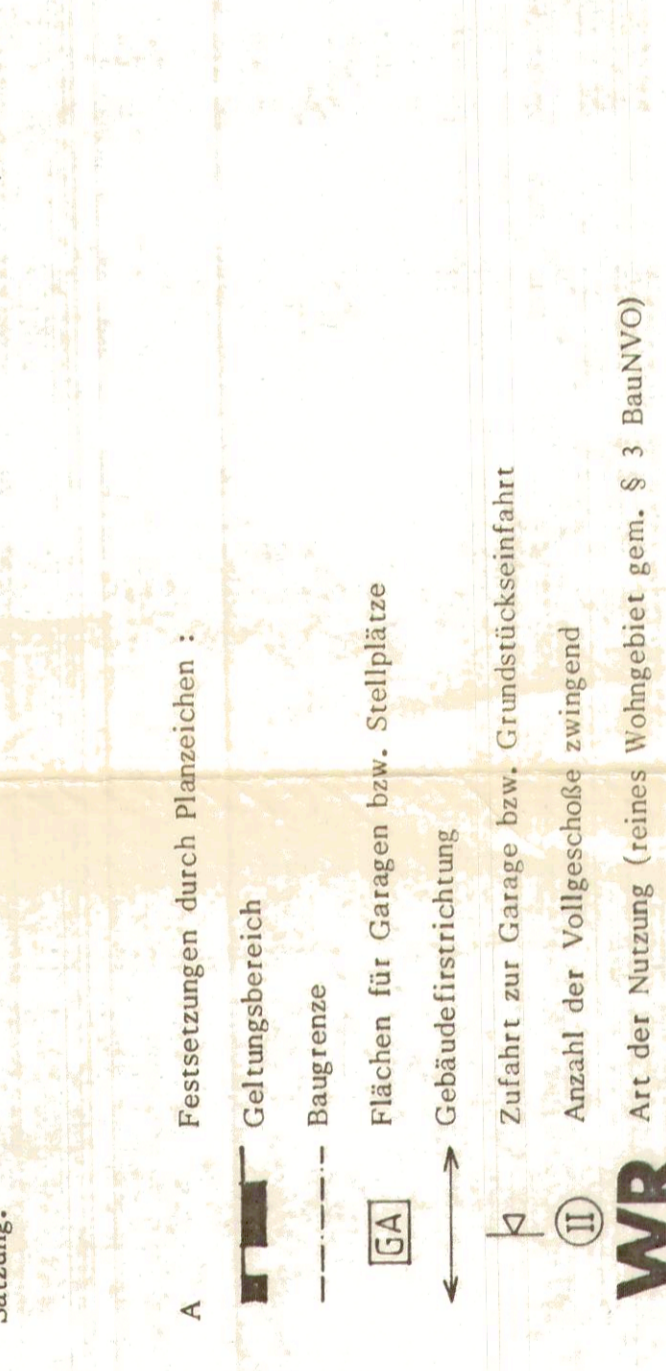 Satzung.
A Festsetzungen durch Planzeichen :
Geltungsbereich
Baugrenze
GA Flächen für Garagen bzw. Stellplätze
Gebäudefirstrichtung
Zufahrt zur Garage bzw. Grundstückseinfahrt
II Anzahl der Vollgeschoße zwingend
WR Art der Nutzung (reines Wohngebiet gem. § 3 BauNVO)